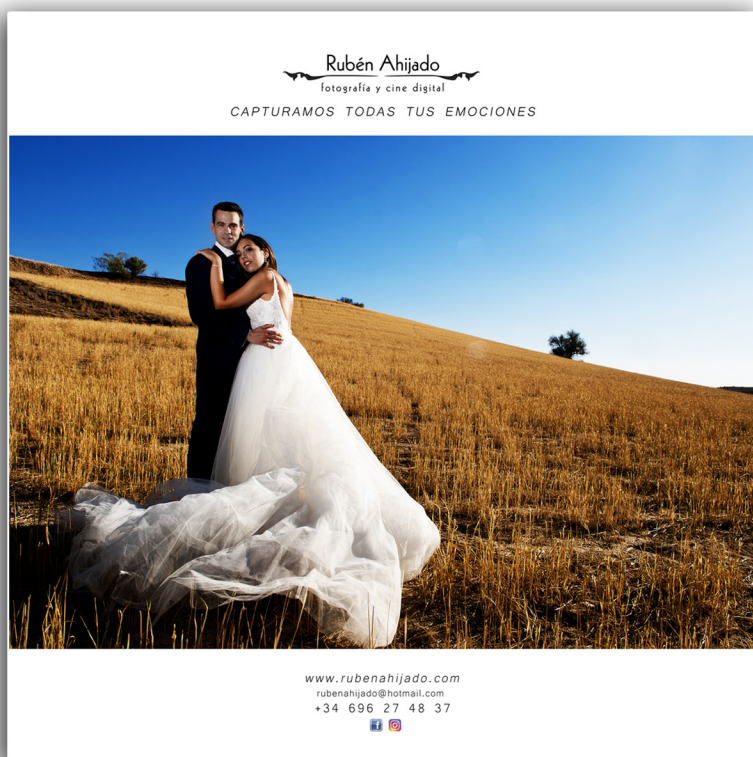 Rubén Ahijado
fotografía y cine digital
CAPTURAMOS TODAS TUS EMOCIONES
www.rubenahijado.com
rubenahijado@hotmail.com
+34 696 27 48 37